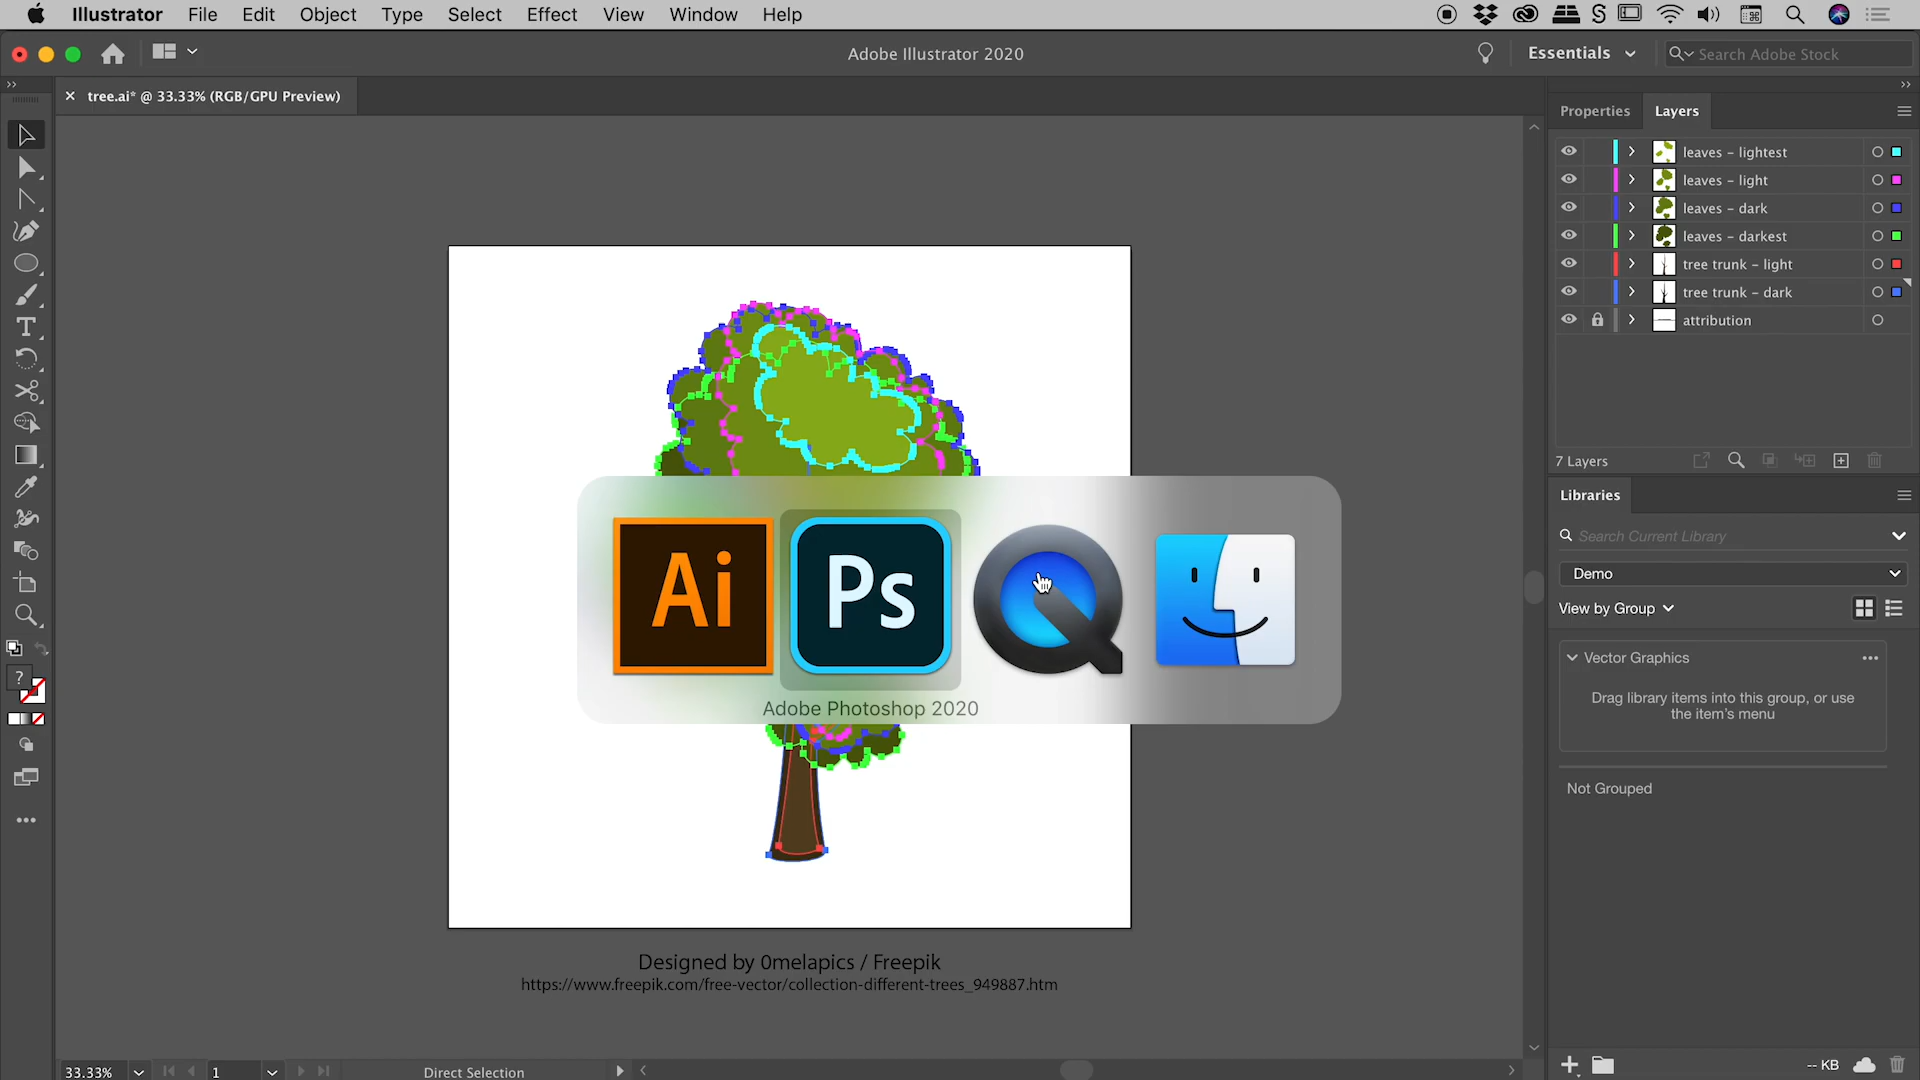 Illustrator File Edit Object Type Select Effect View Window Help
Adobe Illustrator 2020
Essentials
Search Adobe Stock
tree.ai* @ 33.33% (RGB/GPU Preview)
Properties Layers
leaves - lightest
leaves - light
leaves - dark
leaves - darkest
tree trunk - light
tree trunk - dark
attribution
7 Layers
Libraries
Search Current Library
Demo
View by Group
Vector Graphics
Drag library items into this group, or use
the item's menu
Not Grouped
-- KB
Ai
Ps
Adobe Photoshop 2020
?
Designed by 0melapics / Freepik
https://www.freepik.com/free-vector/collection-different-trees_949887.htm
33.33%
1
Direct Selection